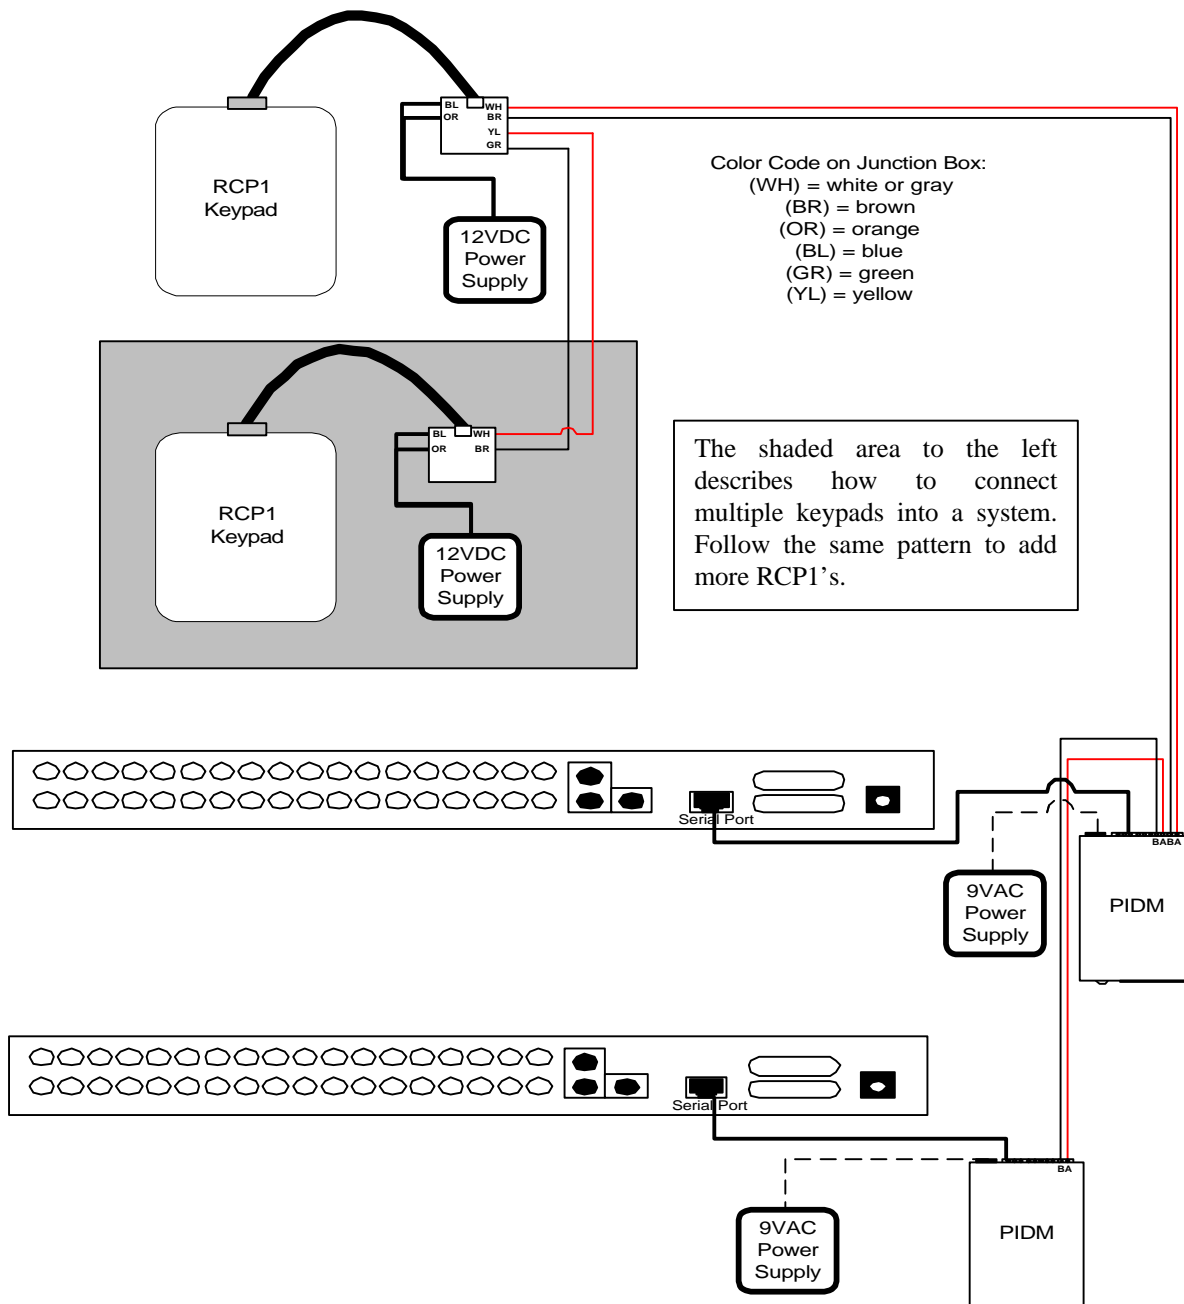 BL WH
OR BR
YL
GR
RCP1
Keypad
12VDC
Power
Supply
Color Code on Junction Box:
(WH) = white or gray
(BR) = brown
(OR) = orange
(BL) = blue
(GR) = green
(YL) = yellow
BL WH
OR BR
RCP1
Keypad
12VDC
Power
Supply
The shaded area to the left
describes how to connect
multiple keypads into a system.
Follow the same pattern to add
more RCP1’s.
Serial Port
BABA
9VAC
Power
Supply
PIDM
Serial Port
BA
9VAC
Power
Supply
PIDM